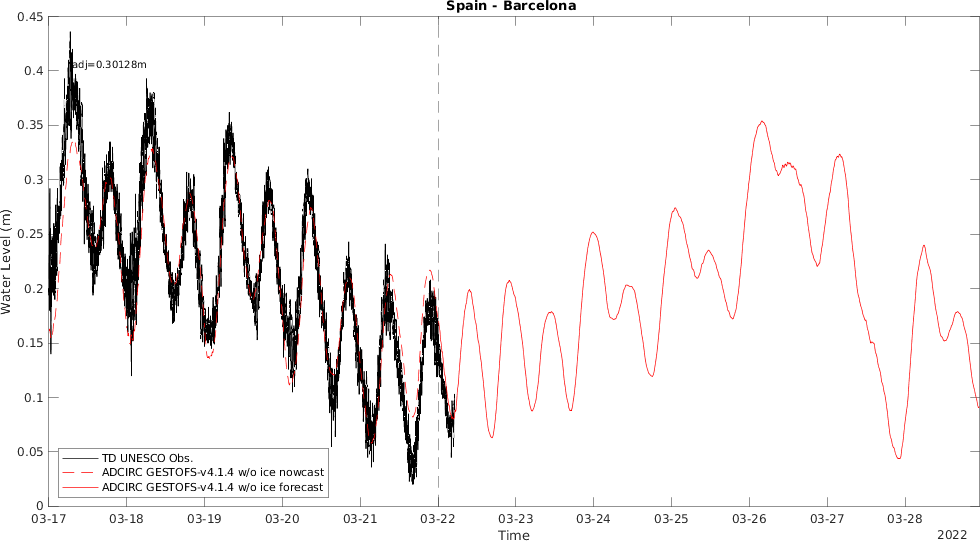 Spain - Barcelona
0.45
adj=0.30128m
0.4
0.35
0.3
0.25
0.2
0.15
0.1
0.05
0
Water Level (m)
TD UNESCO Obs.
ADCIRC GESTOFS-v4.1.4 w/o ice nowcast
ADCIRC GESTOFS-v4.1.4 w/o ice forecast
03-17 03-18 03-19 03-20 03-21 03-22 03-23 03-24 03-25 03-26 03-27 03-28
Time
2022